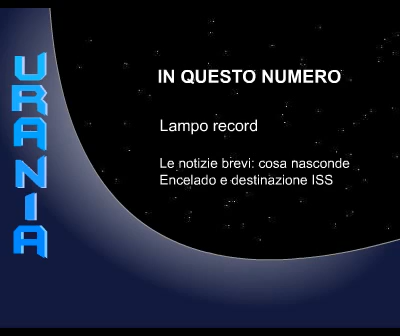 URANIA
IN QUESTO NUMERO
Lampo record
Le notizie brevi: cosa nasconde
Encelado e destinazione ISS